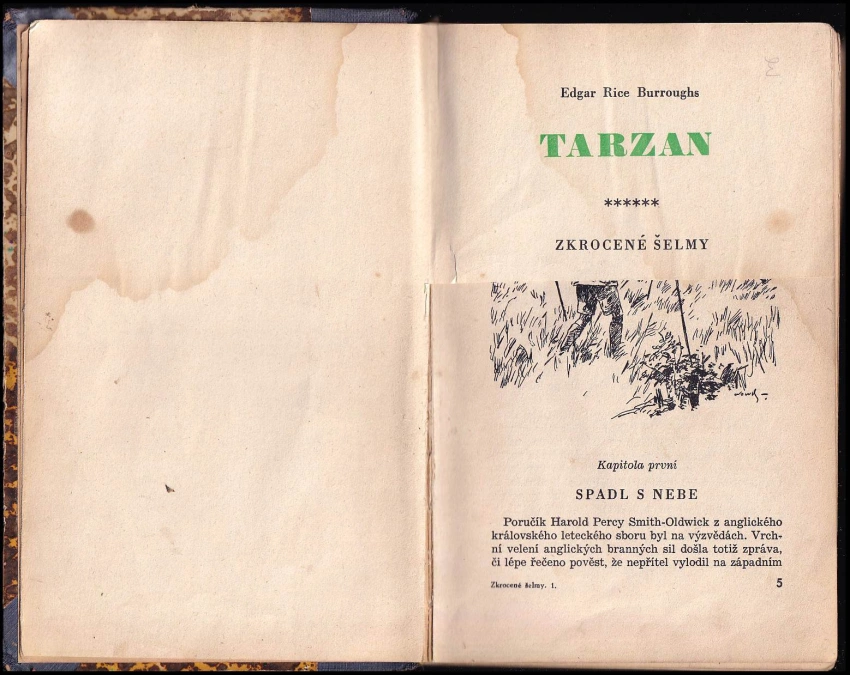 Edgar Rice Burroughs
TARZAN
******
ZKROCENÉ ŠELMY
Kapitola první
SPADL S NEBE
Poručík Harold Percy Smith-Oldwick z anglického
královského leteckého sboru byl na výzvědách. Vrch-
ní velení anglických branných sil došla totiž zpráva,
či lépe řečeno pověst, že nepřítel vylodil na západním
Zkrocené šelmy. 1.
5